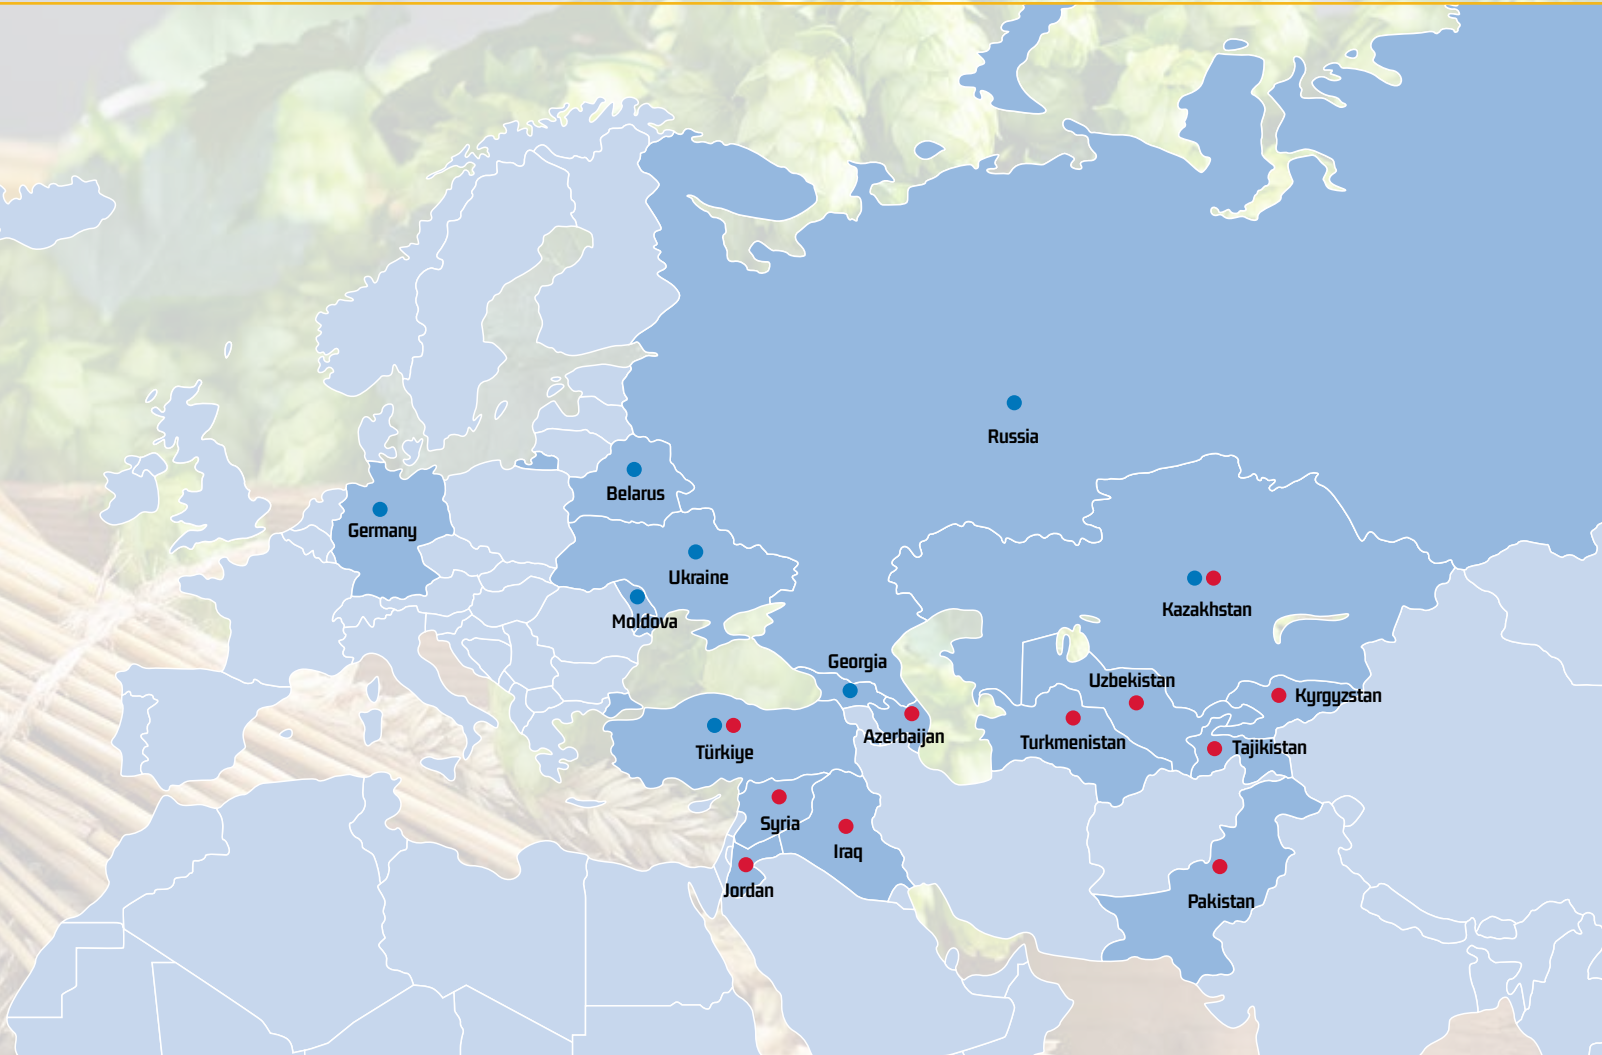 Russia
Belarus
Germany
Ukraine
Kazakhstan
Moldova
Georgia
Uzbekistan
Kyrgyzstan
Azerbaijan
Turkmenistan
Tajikistan
Türkiye
Syria
Iraq
Jordan
Pakistan